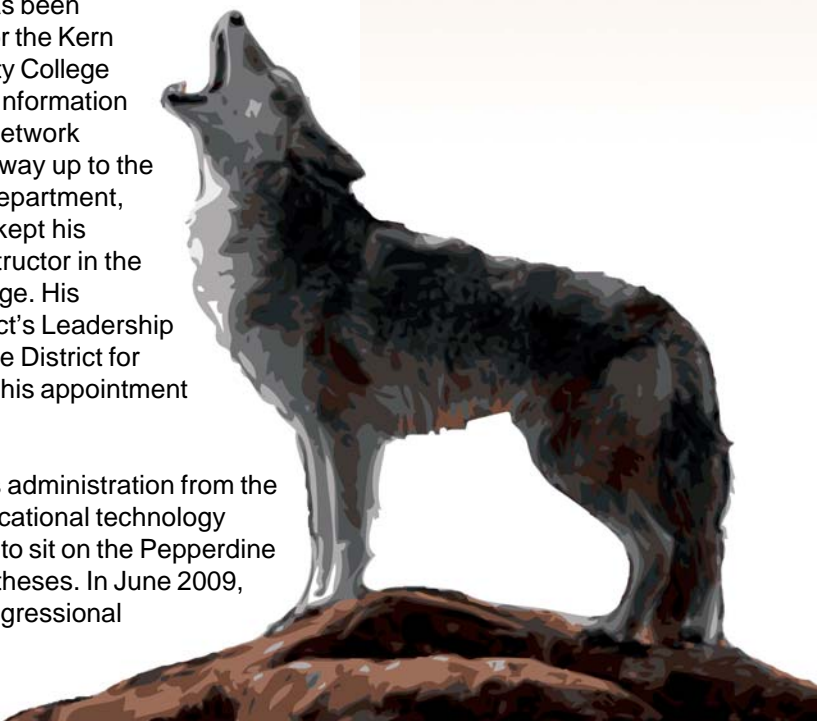 as been
r the Kern
ty College
nformation
etwork
way up to the
epartment,
kept his
tructor in the
ge. His
ct's Leadership
e District for
his appointment
s administration from the
cational technology
to sit on the Pepperdine
theses. In June 2009,
gressional